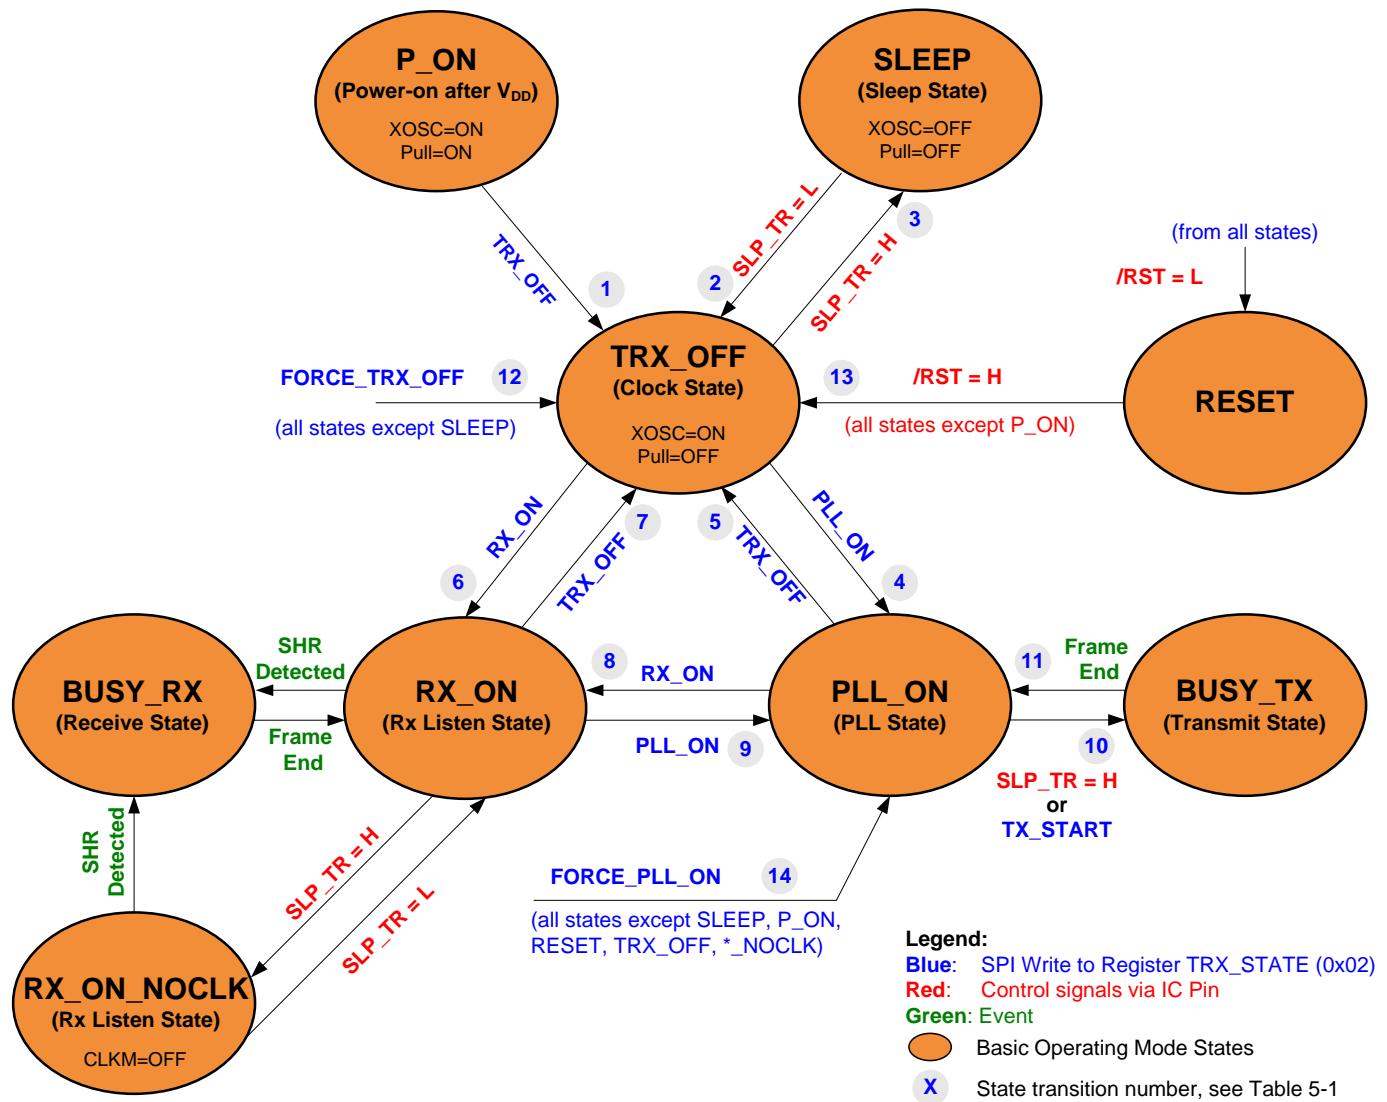 P_ON
(Power-on after VDD)
XOSC=ON
Pull=ON
SLEEP
(Sleep State)
XOSC=OFF
Pull=OFF
TRX_OFF
1
2
SLP_TR = L
SLP_TR = H
3
(from all states)
/RST = L
TRX_OFF
(Clock State)
XOSC=ON
Pull=OFF
FORCE_TRX_OFF
12
(all states except SLEEP)
13
/RST = H
(all states except P_ON)
RESET
RX_ON
6
7
TRX_OFF
5
TRX_OFF
PLL_ON
4
BUSY_RX
(Receive State)
SHR
Detected
Frame
End
RX_ON
(Rx Listen State)
8
RX_ON
PLL_ON
9
PLL_ON
(PLL State)
11
Frame
End
10
SLP_TR = H
or
TX_START
BUSY_TX
(Transmit State)
SHR
Detected
SLP_TR = H
SLP_TR = L
FORCE_PLL_ON
14
(all states except SLEEP, P_ON,
RESET, TRX_OFF, *_NOCLK)
RX_ON_NOCLK
(Rx Listen State)
CLKM=OFF
Legend:
Blue: SPI Write to Register TRX_STATE (0x02)
Red: Control signals via IC Pin
Green: Event
Basic Operating Mode States
X State transition number, see Table 5-1